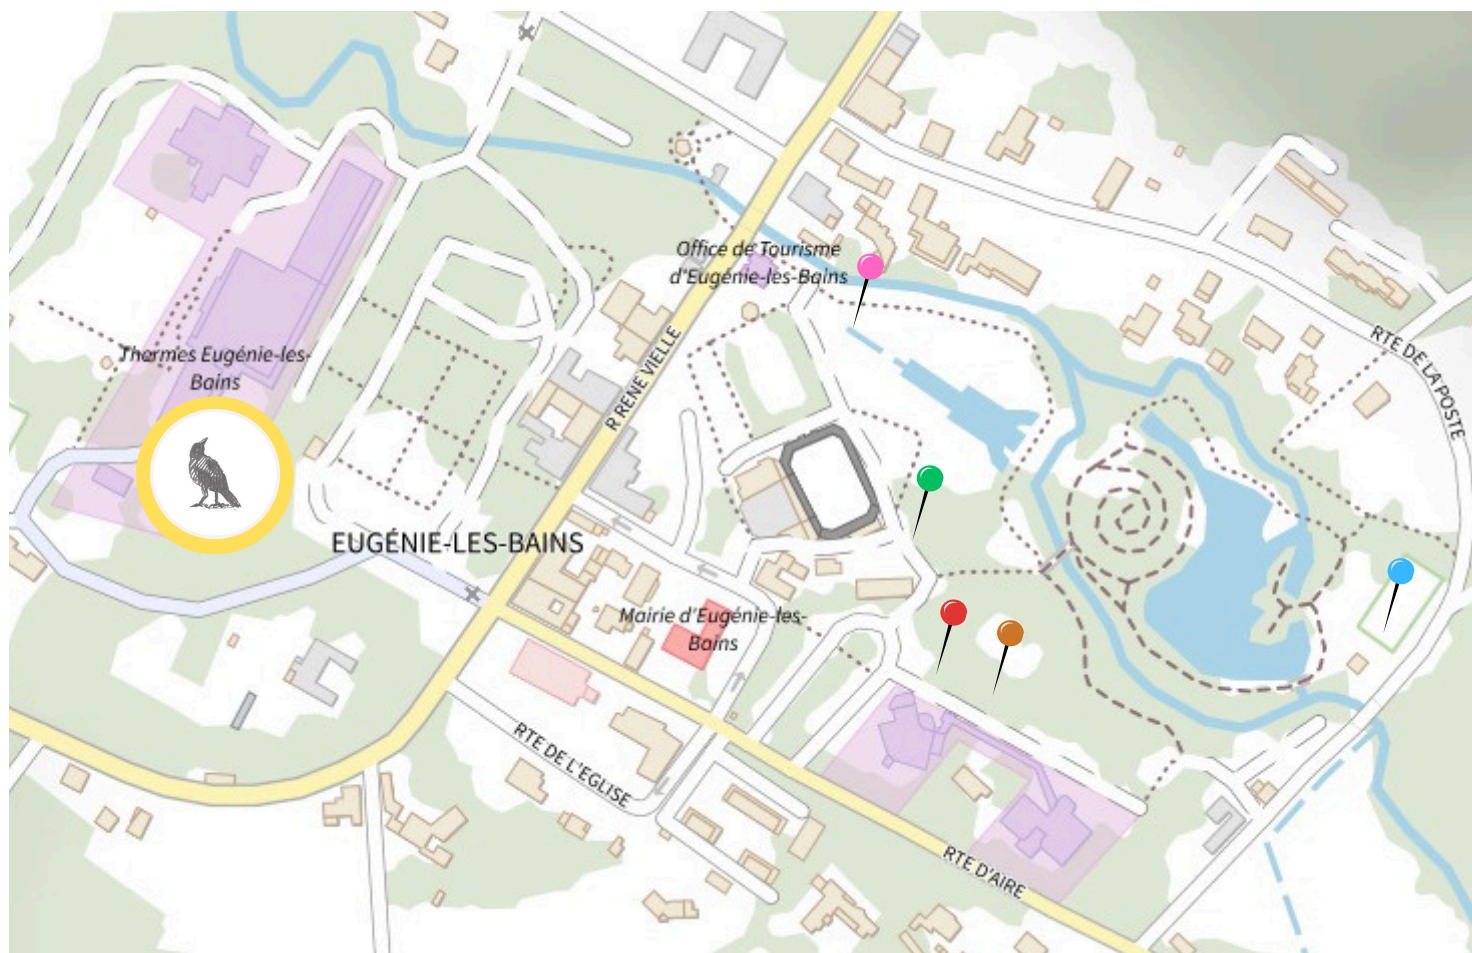 Office de Tourisme
d'Eugénie-les-Bains
RTE DE LA POSTE
Thermes Eugénie-les-
Bains
R RENE VIELLE
EUGÉNIE-LES-BAINS
Mairie d'Eugénie-les-
Bains
RTE DE L'EGLISE
RTE D'AIRE